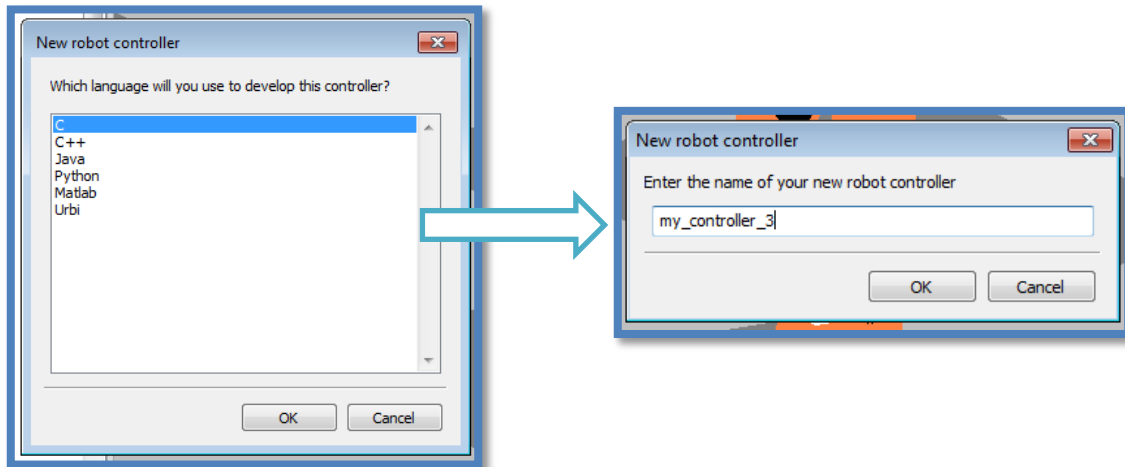 New robot controller
Which language will you use to develop this controller?
C
C++
Java
Python
Matlab
Urbi
OK
Cancel
New robot controller
Enter the name of your new robot controller
my_controller_3
OK
Cancel